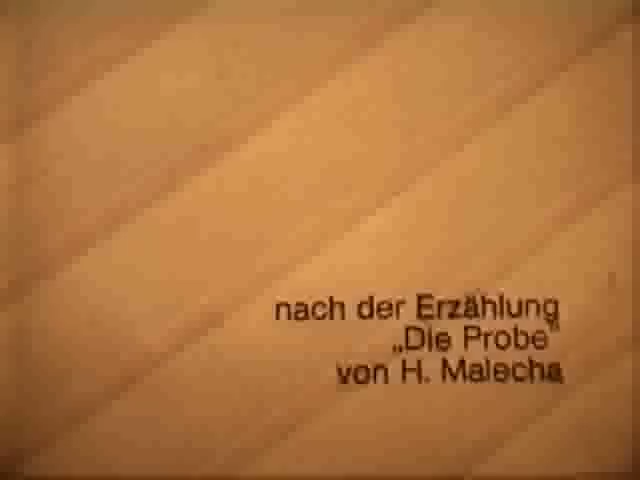 nach der Erzählung
„Die Probe"
von H. Malecha